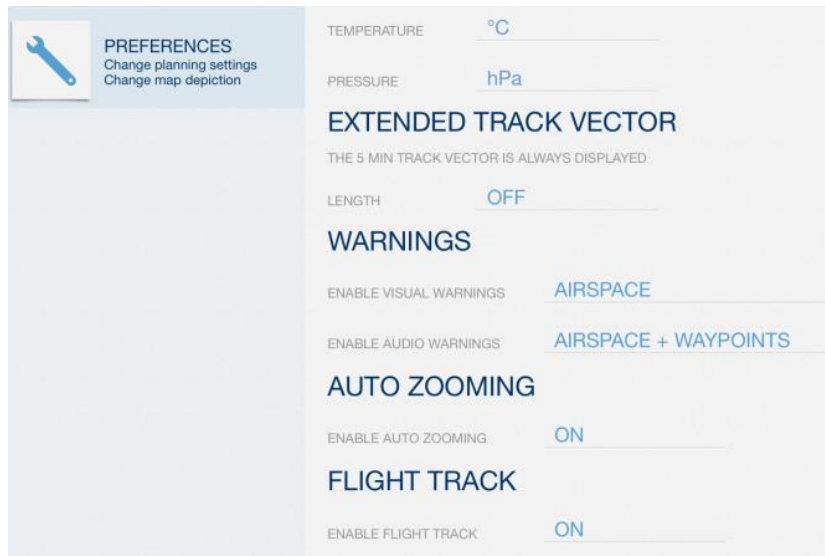 PREFERENCES
Change planning settings
Change map depiction
TEMPERATURE °C
PRESSURE hPa
EXTENDED TRACK VECTOR
THE 5 MIN TRACK VECTOR IS ALWAYS DISPLAYED
LENGTH OFF
WARNINGS
ENABLE VISUAL WARNINGS AIRSPACE
ENABLE AUDIO WARNINGS AIRSPACE + WAYPOINTS
AUTO ZOOMING
ENABLE AUTO ZOOMING ON
FLIGHT TRACK
ENABLE FLIGHT TRACK ON